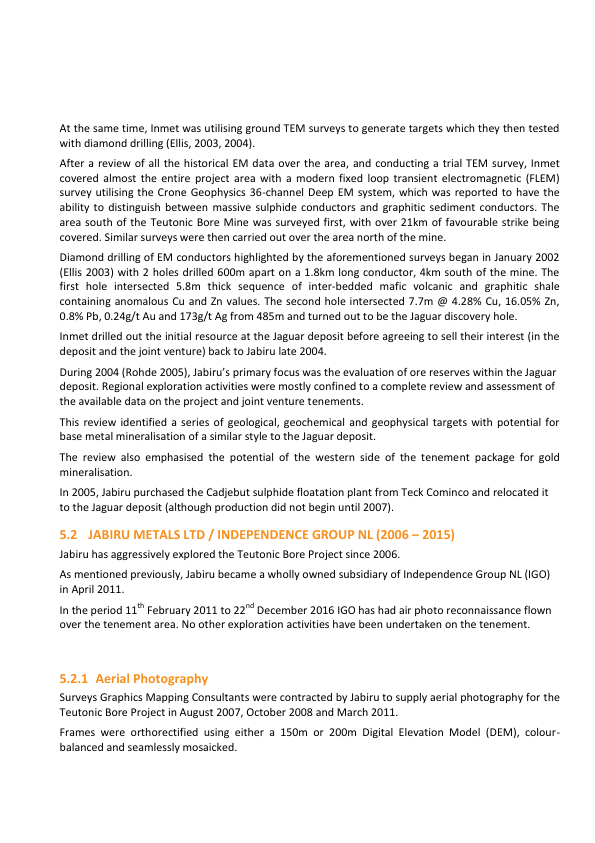 At the same time, Inmet was utilising ground TEM surveys to generate targets which they then tested
with diamond drilling (Ellis, 2003, 2004).
After a review of all the historical EM data over the area, and conducting a trial TEM survey, Inmet
covered almost the entire project area with a modern fixed loop transient electromagnetic (FLEM)
survey utilising the Crone Geophysics 36-channel Deep EM system, which was reported to have the
ability to distinguish between massive sulphide conductors and graphitic sediment conductors. The
area south of the Teutonic Bore Mine was surveyed first, with over 21km of favourable strike being
covered. Similar surveys were then carried out over the area north of the mine.
Diamond drilling of EM conductors highlighted by the aforementioned surveys began in January 2002
(Ellis 2003) with 2 holes drilled 600m apart on a 1.8km long conductor, 4km south of the mine. The
first hole intersected 5.8m thick sequence of inter-bedded mafic volcanic and graphitic shale
containing anomalous Cu and Zn values. The second hole intersected 7.7m @ 4.28% Cu, 16.05% Zn,
0.8% Pb, 0.24g/t Au and 173g/t Ag from 485m and turned out to be the Jaguar discovery hole.
Inmet drilled out the initial resource at the Jaguar deposit before agreeing to sell their interest (in the
deposit and the joint venture) back to Jabiru late 2004.
During 2004 (Rohde 2005), Jabiru's primary focus was the evaluation of ore reserves within the Jaguar
deposit. Regional exploration activities were mostly confined to a complete review and assessment of
the available data on the project and joint venture tenements.
This review identified a series of geological, geochemical and geophysical targets with potential for
base metal mineralisation of a similar style to the Jaguar deposit.
The review also emphasised the potential of the western side of the tenement package for gold
mineralisation.
In 2005, Jabiru purchased the Cadjebut sulphide floatation plant from Teck Cominco and relocated it
to the Jaguar deposit (although production did not begin until 2007).
5.2 JABIRU METALS LTD / INDEPENDENCE GROUP NL (2006 – 2015)
Jabiru has aggressively explored the Teutonic Bore Project since 2006.
As mentioned previously, Jabiru became a wholly owned subsidiary of Independence Group NL (IGO)
in April 2011.
In the period 11th February 2011 to 22nd December 2016 IGO has had air photo reconnaissance flown
over the tenement area. No other exploration activities have been undertaken on the tenement.
5.2.1 Aerial Photography
Surveys Graphics Mapping Consultants were contracted by Jabiru to supply aerial photography for the
Teutonic Bore Project in August 2007, October 2008 and March 2011.
Frames were orthorectified using either a 150m or 200m Digital Elevation Model (DEM), colour-
balanced and seamlessly mosaicked.